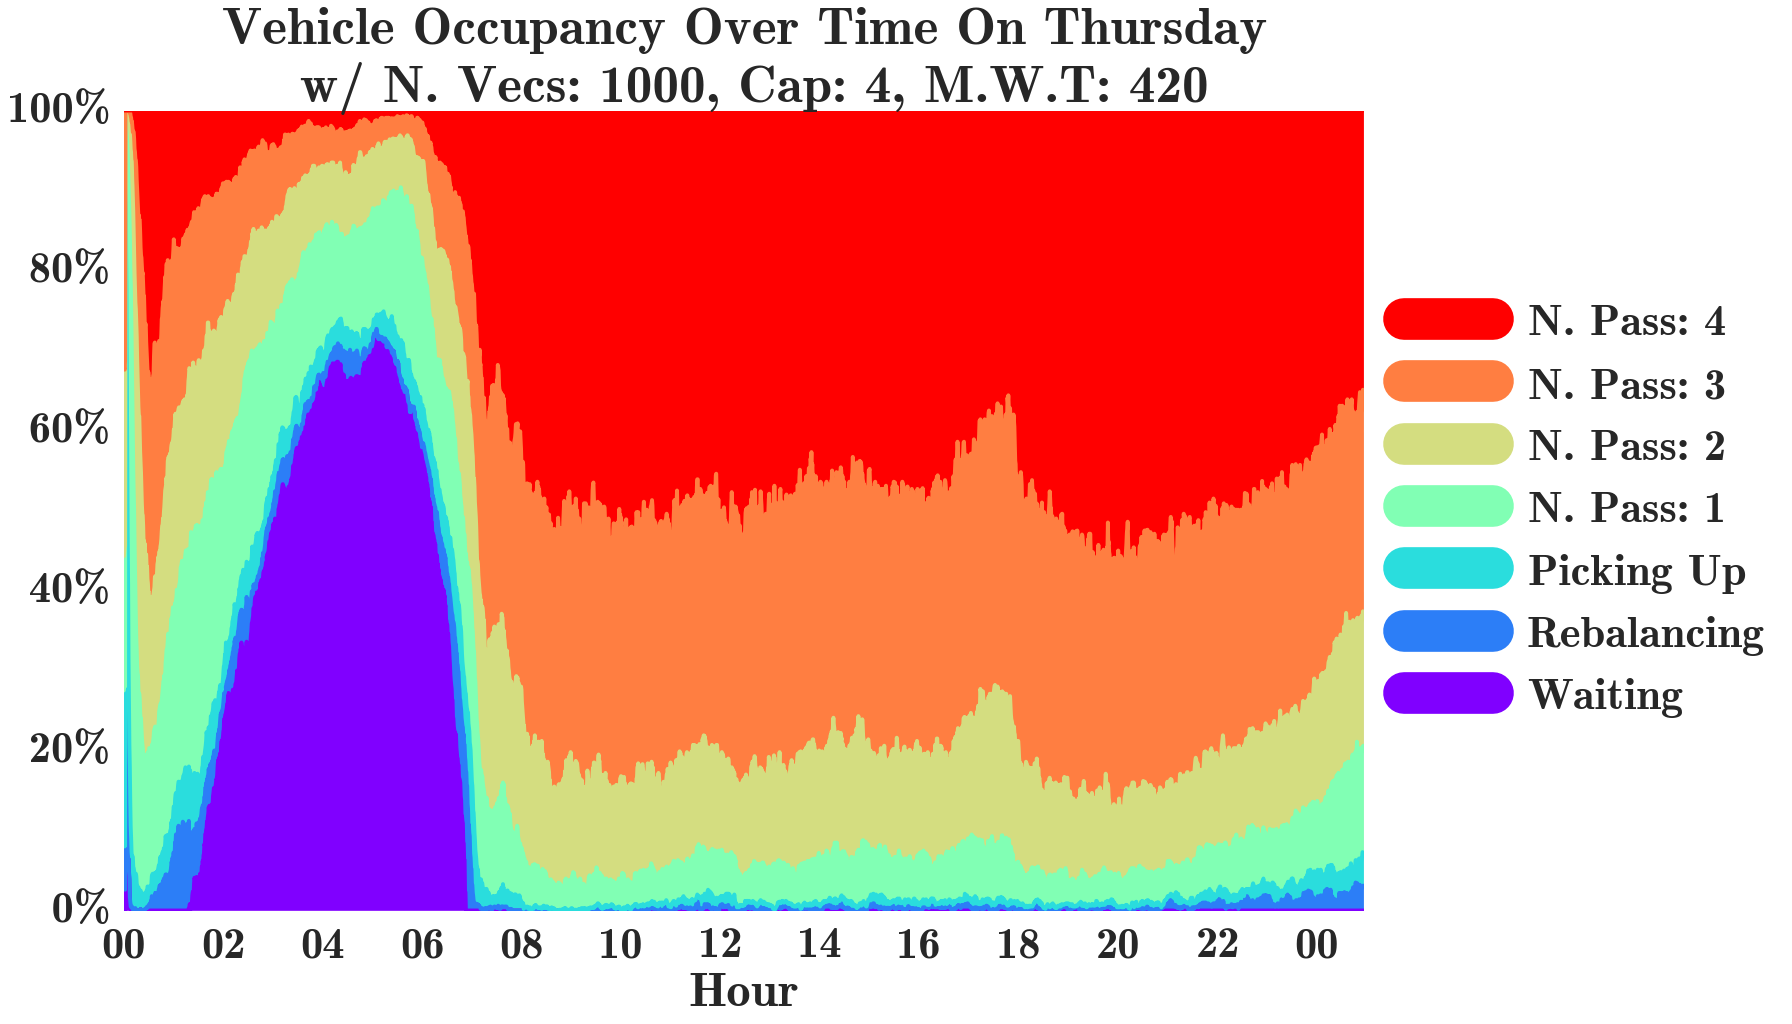 Vehicle Occupancy Over Time On Thursday
w/ N. Vecs: 1000, Cap: 4, M.W.T: 420
100%
80%
60%
40%
20%
0%
00 02 04 06 08 10 12 14 16 18 20 22 00
Hour
N. Pass: 4
N. Pass: 3
N. Pass: 2
N. Pass: 1
Picking Up
Rebalancing
Waiting